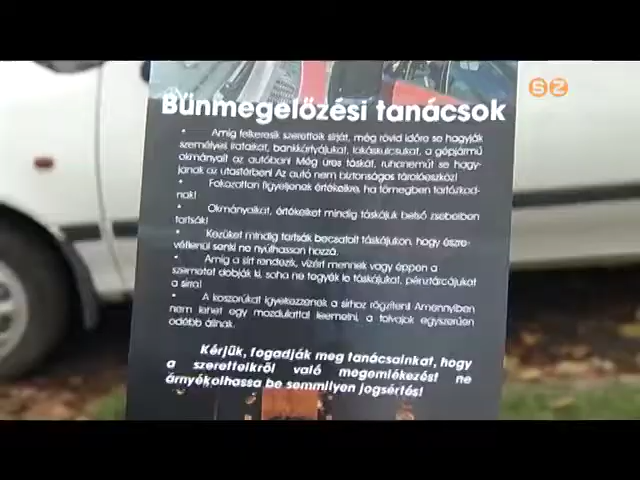 SZ
Bűnmegelőzési tanácsok
• Amíg felkeresik szeretteik sírját, még rövid időre se hagyják
személyes irataikat, bankkártyájukat, lakáskulcsukat, a gépjármű
okmányait az autóban! Még üres táskát, ruhaneműt se hagy-
janak az utastérben! Az autó nem biztonságos tárolóeszköz!
• Fokozottan figyeljenek értékeikre, ha tömegben tartózkod-
nak!
• Okmányaikat, értékeiket mindig táskájuk belső zsebeiben
tartsák!
• Kezüket mindig tartsák becsatolt táskájukon, hogy észre-
vétlenül senki ne nyúlhasson hozzá.
• Amíg a sírt rendezik, vízért mennek vagy éppen a
szemetet dobják ki, soha ne tegyék le táskájukat, pénztárcájukat
a sírra!
• A koszorúkat igyekezzenek a sírhoz rögzíteni! Amennyiben
nem lehet egy mozdulattal leemelni, a tolvajok egyszerűen
odébb állnak.
Kérjük, fogadják meg tanácsainkat, hogy
a szeretteikről való megemlékezést ne
árnyékolhassa be semmilyen jogsértés!